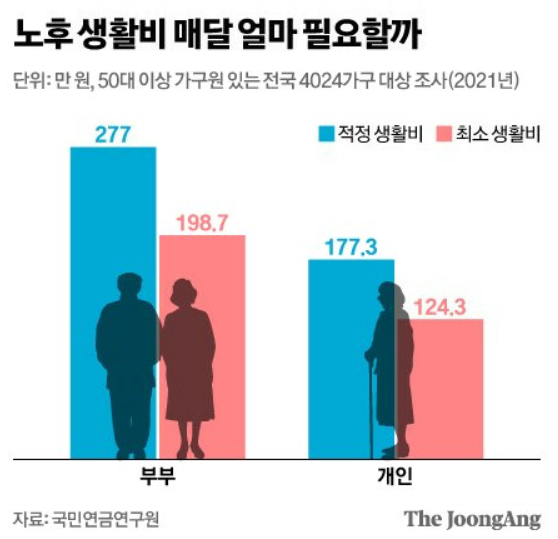 노후 생활비 매달 얼마 필요할까
단위: 만 원, 50대 이상 가구원 있는 전국 4024가구 대상 조사(2021년)
277
적정 생활비 최소 생활비
198.7
177.3
124.3
부부 개인
자료: 국민연금연구원 The JoongAng